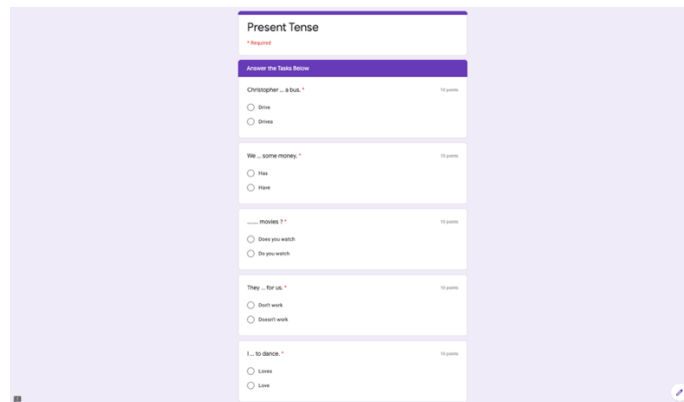 Present Tense
* Required
Answer the Tasks Below
Christopher ... a bus. * 10 points
Drive
Drives
We ... some money. * 10 points
Has
Have
...... movies ? * 10 points
Does you watch
Do you watch
They ... for us. * 10 points
Don't work
Doesn't work
I ... to dance. * 10 points
Loves
Love